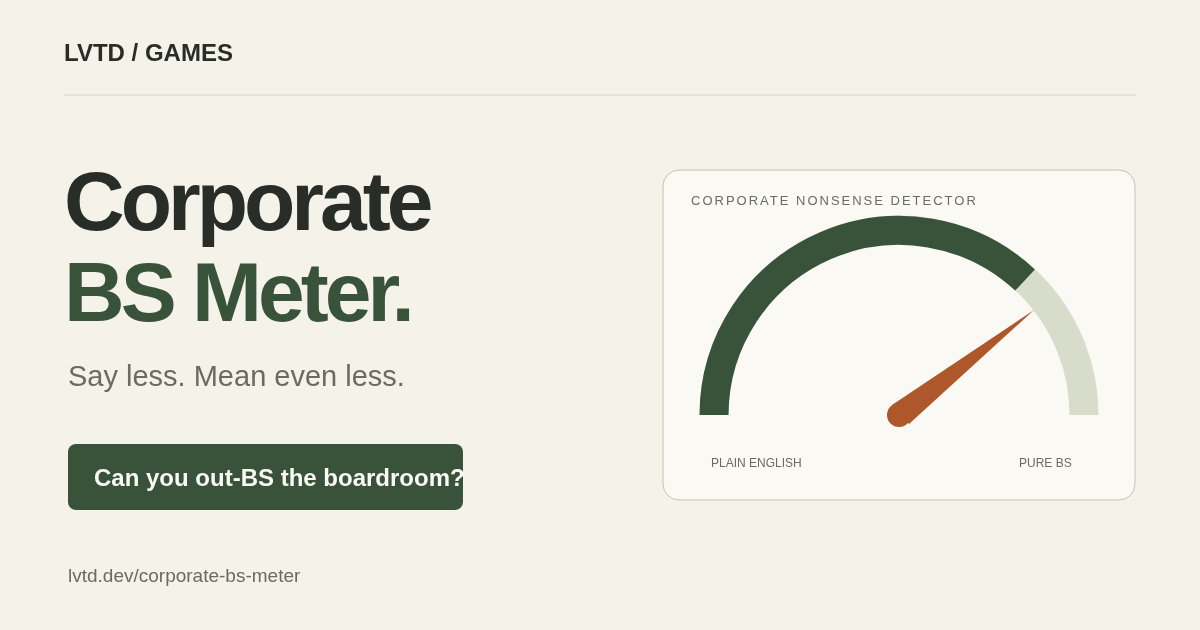 LVTD / GAMES
Corporate
BS Meter.
Say less. Mean even less.
Can you out-BS the boardroom?
lvtd.dev/corporate-bs-meter
CORPORATE NONSENSE DETECTOR
PLAIN ENGLISH
PURE BS